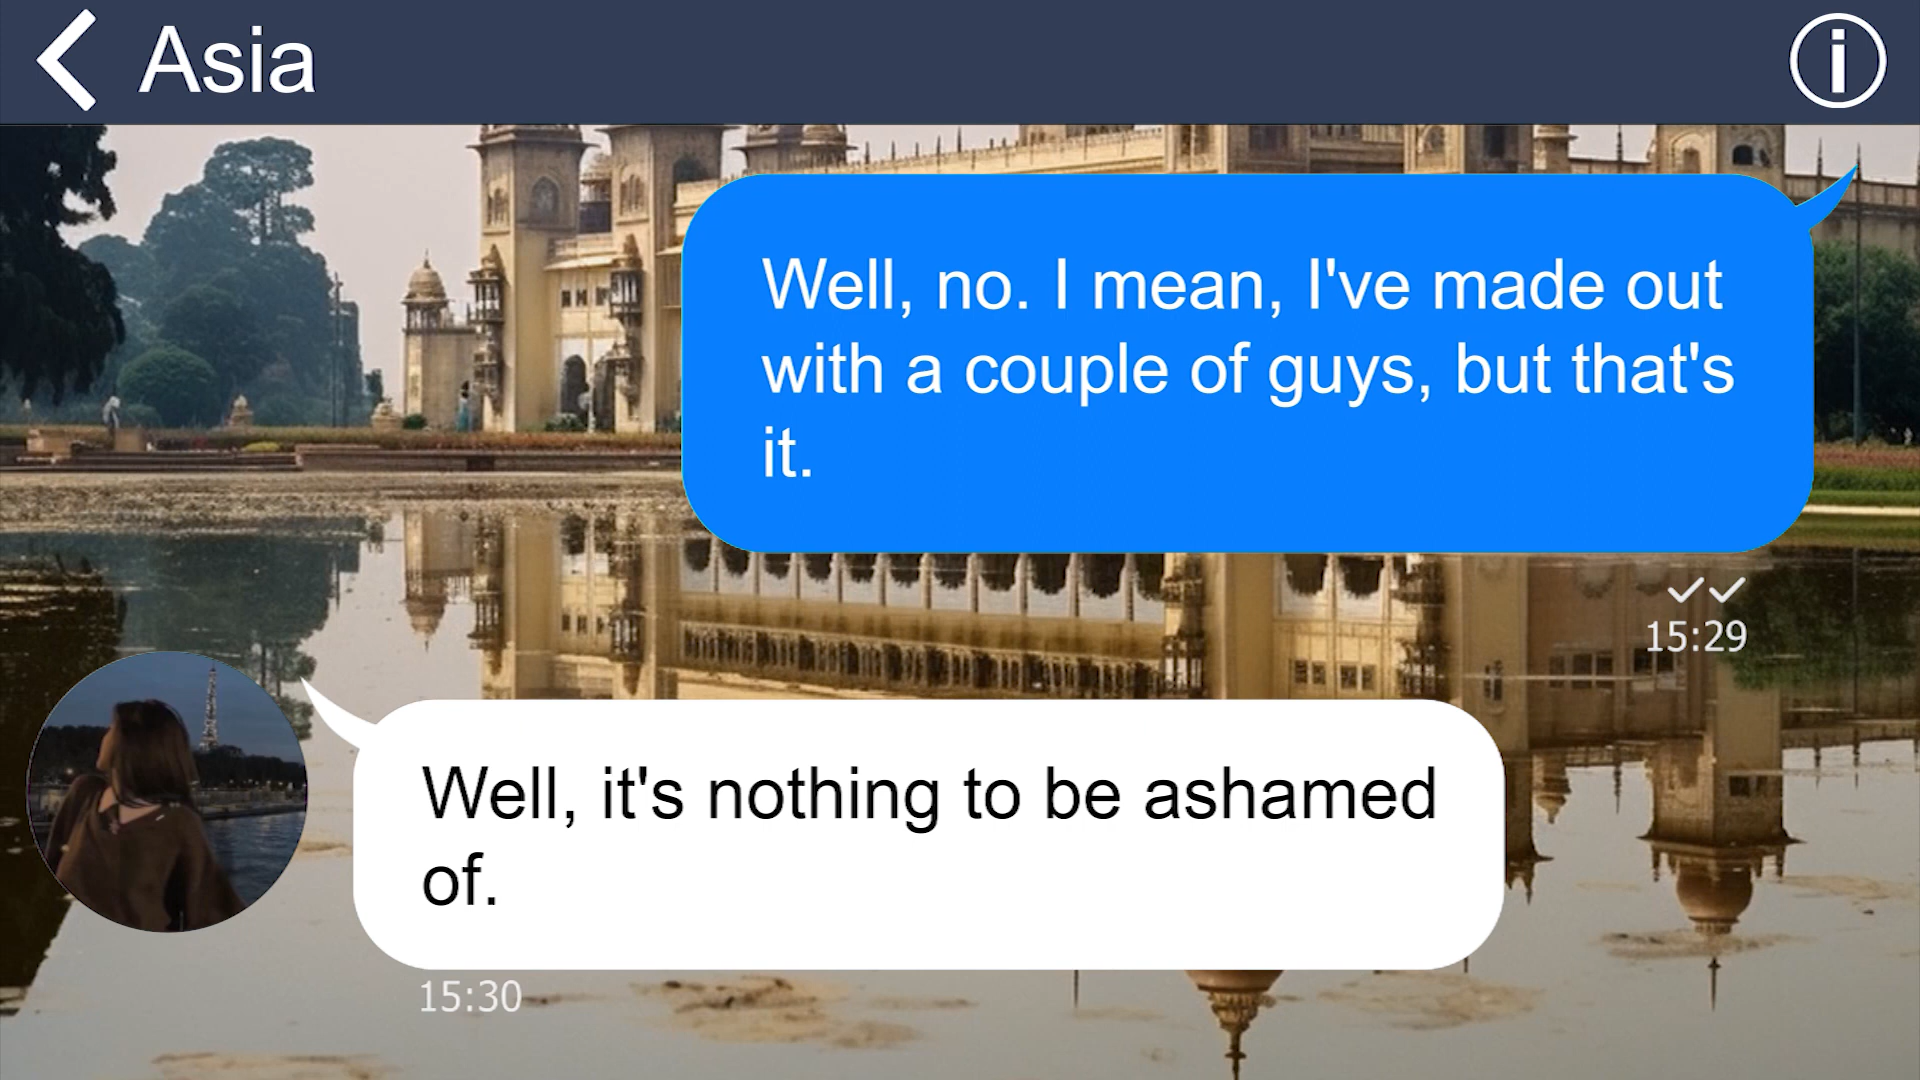 Asia
Well, no. I mean, I've made out
with a couple of guys, but that's
it.
15:29
Well, it's nothing to be ashamed
of.
15:30